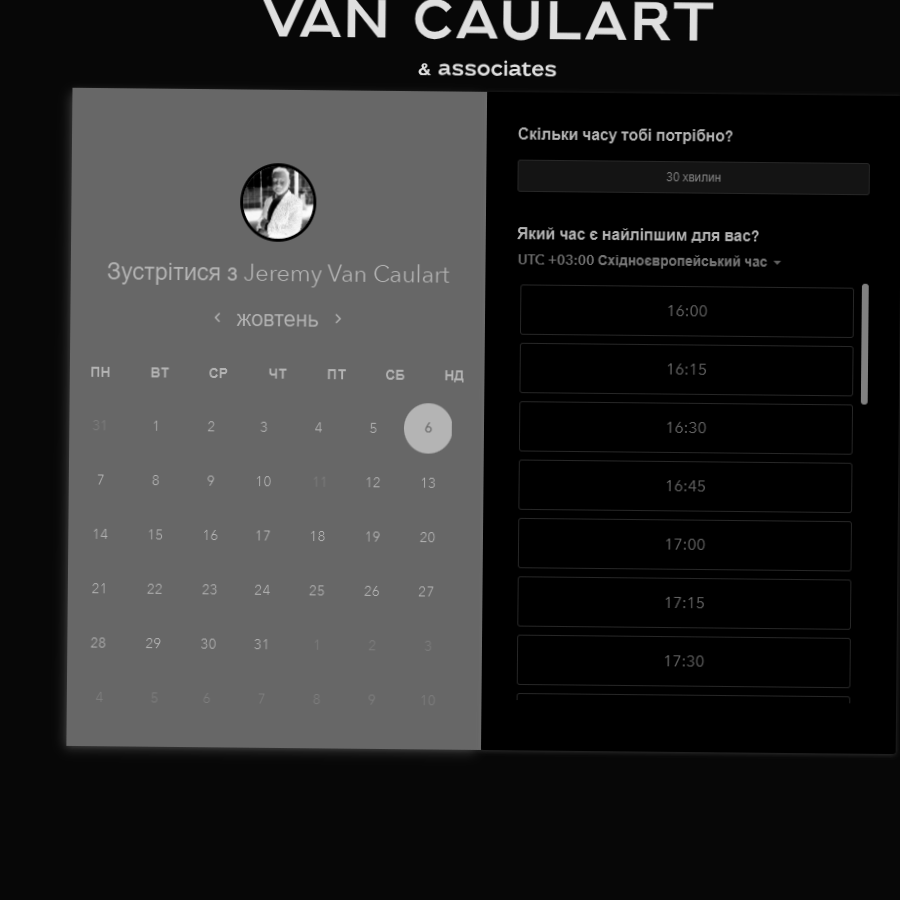 VAN CAULART
& associates
Зустрітися з Jeremy Van Caulart
жовтень
ПН ВТ СР ЧТ ПТ СБ НД
31 1 2 3 4 5 6
7 8 9 10 11 12 13
14 15 16 17 18 19 20
21 22 23 24 25 26 27
28 29 30 31 1 2 3
4 5 6 7 8 9 10
Скільки часу тобі потрібно?
30 хвилин
Який час є найліпшим для вас?
UTC +03:00 Східноєвропейський час
16:00
16:15
16:30
16:45
17:00
17:15
17:30